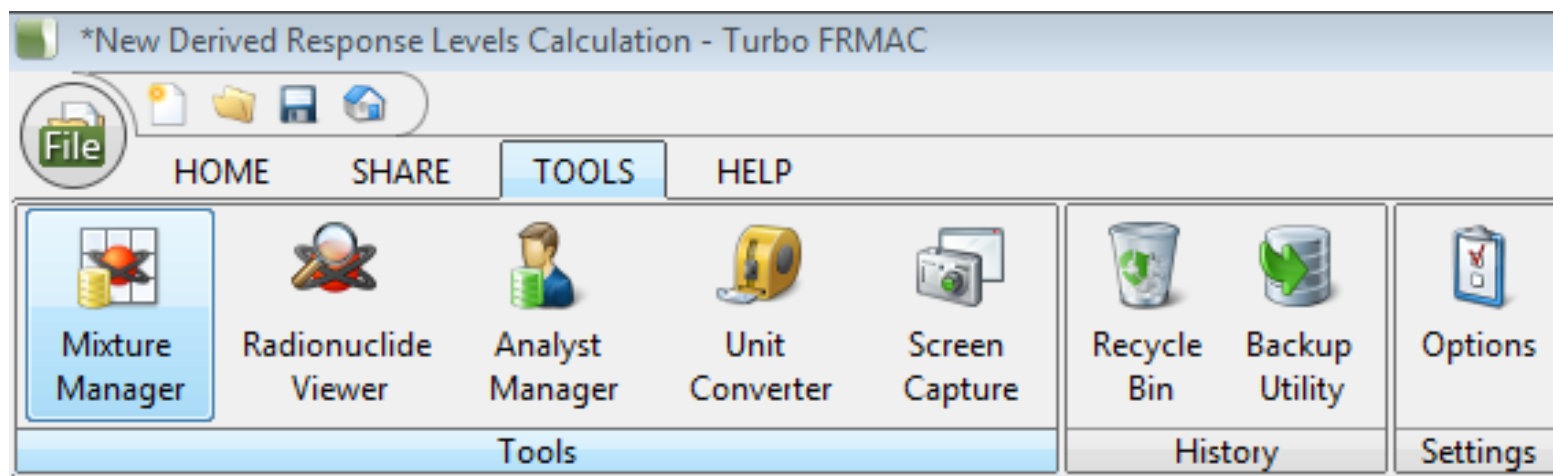 *New Derived Response Levels Calculation - Turbo FRMAC
File
HOME SHARE TOOLS HELP
Mixture Manager
Radionuclide Viewer
Analyst Manager
Unit Converter
Screen Capture
Recycle Bin
Backup Utility
Options
Tools History Settings